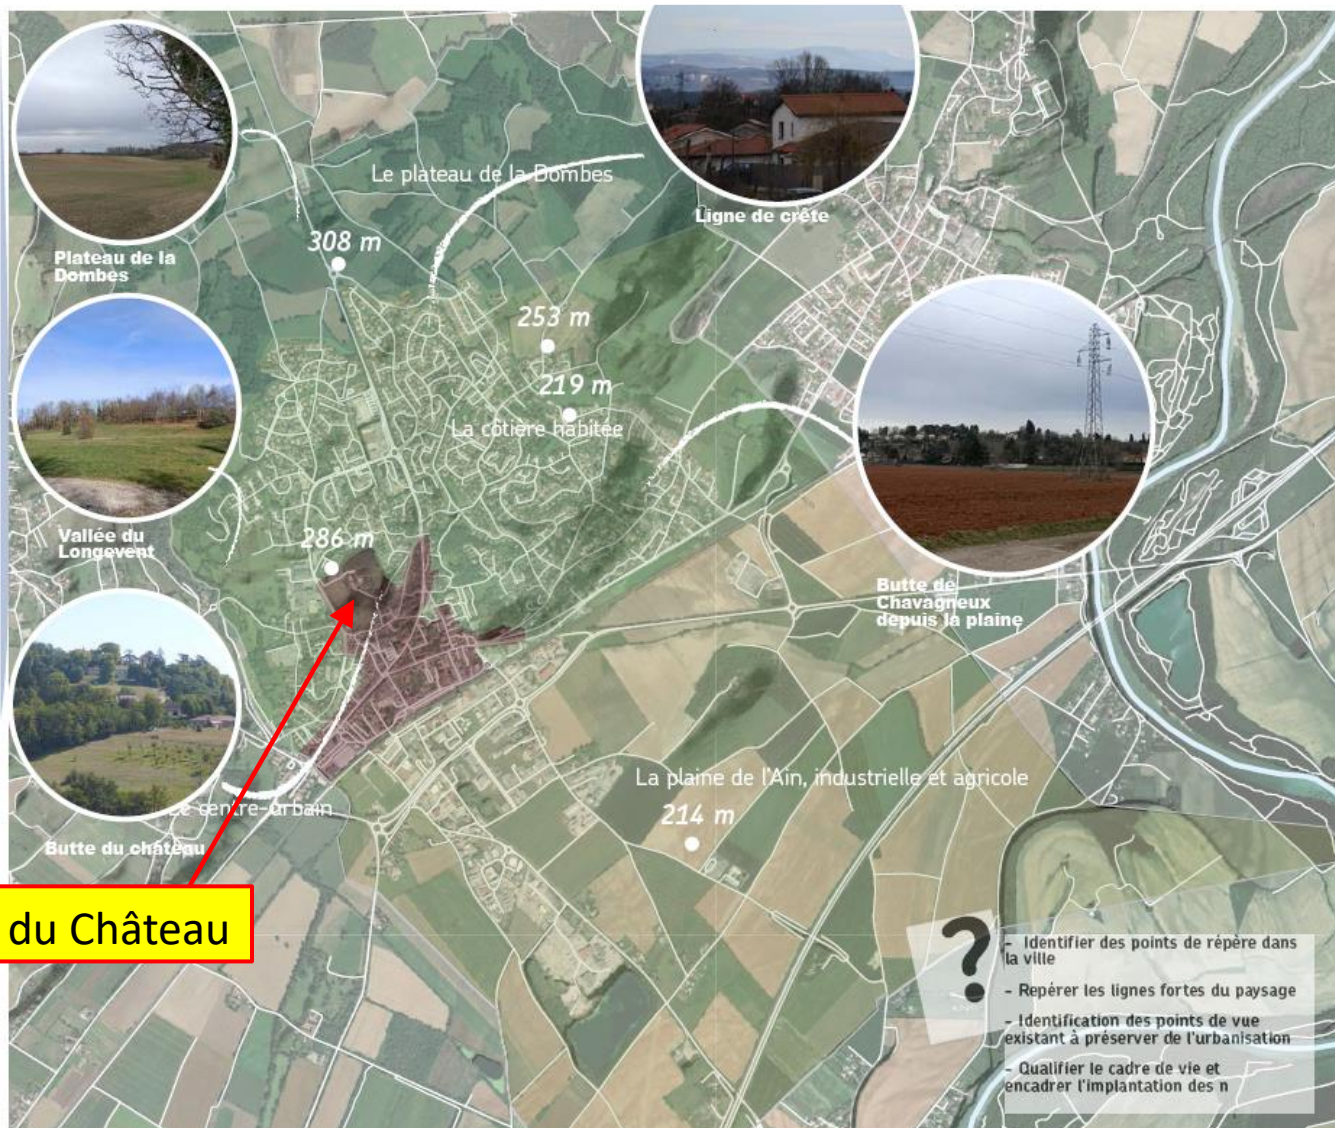 Le plateau de la Dombes
Ligne de crête
308 m
Plateau de la
Dombes
253 m
219 m
La côtière habitée
Vallée du
Longevent
286 m
Butte de
Chavagneux
depuis la plaine
La plaine de l'Ain, industrielle et agricole
214 m
Le centre-urbain
Butte du château
du Château
?
- Identifier des points de répère dans
la ville
- Repérer les lignes fortes du paysage
- Identification des points de vue
existant à préserver de l'urbanisation
- Qualifier le cadre de vie et
encadrer l'implantation des n